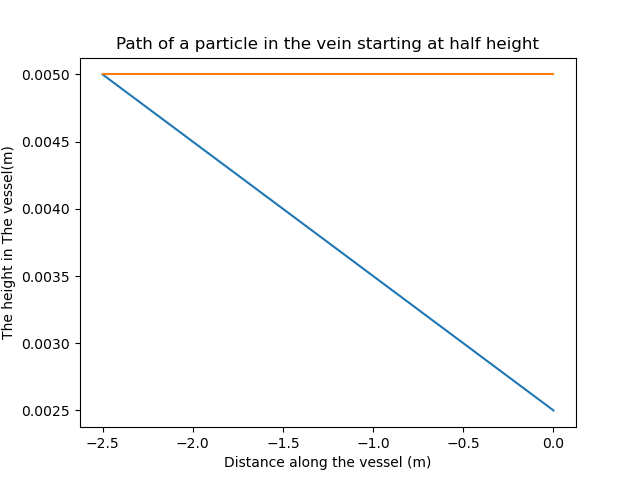 Path of a particle in the vein starting at half height
0.0050
0.0045
0.0040
0.0035
0.0030
0.0025
The height in The vessel(m)
−2.5 −2.0 −1.5 −1.0 −0.5 0.0
Distance along the vessel (m)